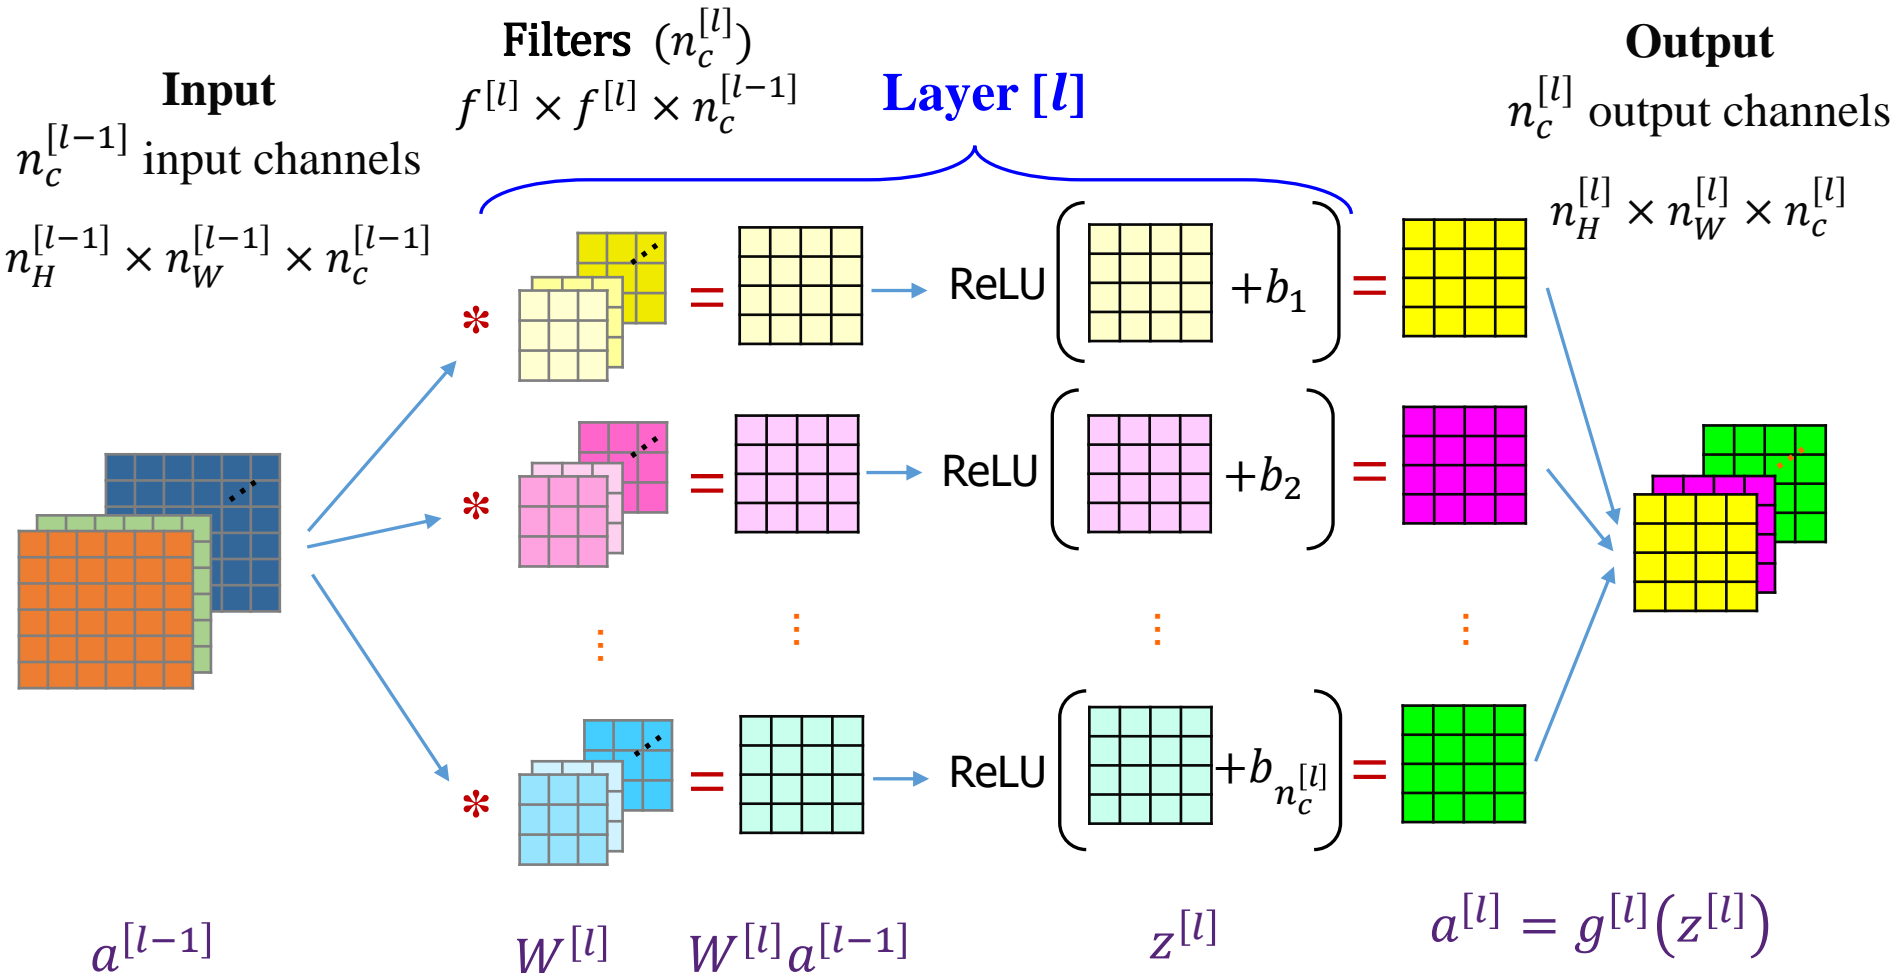 Input
n_c^{[l−1]} input channels
n_H^{[l−1]} × n_W^{[l−1]} × n_c^{[l−1]}
Filters (n_c^{[l]})
f^{[l]} × f^{[l]} × n_c^{[l−1]}
Layer [l]
Output
n_c^{[l]} output channels
n_H^{[l]} × n_W^{[l]} × n_c^{[l]}
* = ReLU ( +b_1 ) =
* = ReLU ( +b_2 ) =
* = ReLU ( +b_{n_c^{[l]}} ) =
a^{[l−1]}
W^{[l]}
W^{[l]}a^{[l−1]}
z^{[l]}
a^{[l]} = g^{[l]}(z^{[l]})